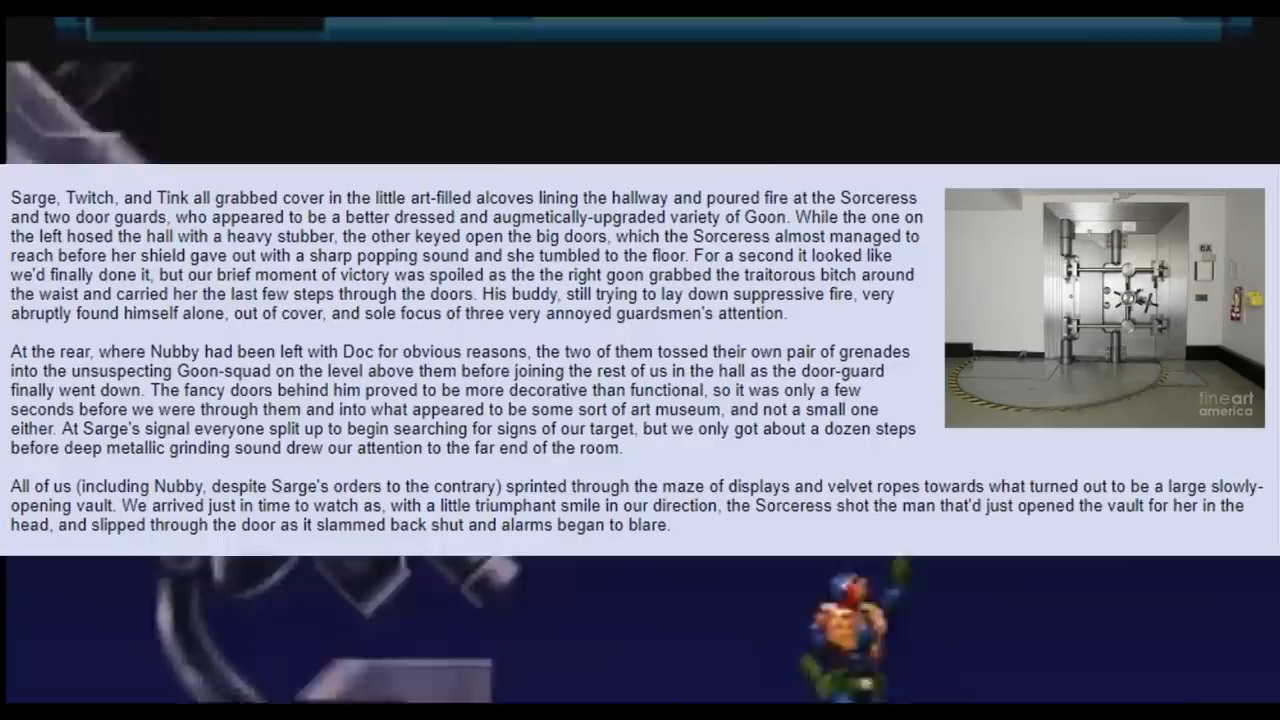 Sarge, Twitch, and Tink all grabbed cover in the little art-filled alcoves lining the hallway and poured fire at the Sorceress
and two door guards, who appeared to be a better dressed and augmetically-upgraded variety of Goon. While the one on
the left hosed the hall with a heavy stubber, the other keyed open the big doors, which the Sorceress almost managed to
reach before her shield gave out with a sharp popping sound and she tumbled to the floor. For a second it looked like
we'd finally done it, but our brief moment of victory was spoiled as the the right goon grabbed the traitorous bitch around
the waist and carried her the last few steps through the doors. His buddy, still trying to lay down suppressive fire, very
abruptly found himself alone, out of cover, and sole focus of three very annoyed guardsmen's attention.
At the rear, where Nubby had been left with Doc for obvious reasons, the two of them tossed their own pair of grenades
into the unsuspecting Goon-squad on the level above them before joining the rest of us in the hall as the door-guard
finally went down. The fancy doors behind him proved to be more decorative than functional, so it was only a few
seconds before we were through them and into what appeared to be some sort of art museum, and not a small one
either. At Sarge's signal everyone split up to begin searching for signs of our target, but we only got about a dozen steps
before deep metallic grinding sound drew our attention to the far end of the room.
All of us (including Nubby, despite Sarge's orders to the contrary) sprinted through the maze of displays and velvet ropes towards what turned out to be a large slowly-
opening vault. We arrived just in time to watch as, with a little triumphant smile in our direction, the Sorceress shot the man that'd just opened the vault for her in the
head, and slipped through the door as it slammed back shut and alarms began to blare.
fineart
america